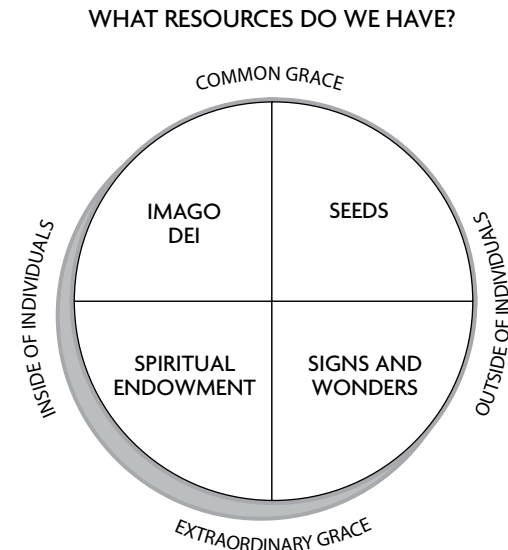 WHAT RESOURCES DO WE HAVE?
COMMON GRACE
IMAGO
DEI
SEEDS
INSIDE OF INDIVIDUALS
OUTSIDE OF INDIVIDUALS
SPIRITUAL
ENDOWMENT
SIGNS AND
WONDERS
EXTRAORDINARY GRACE